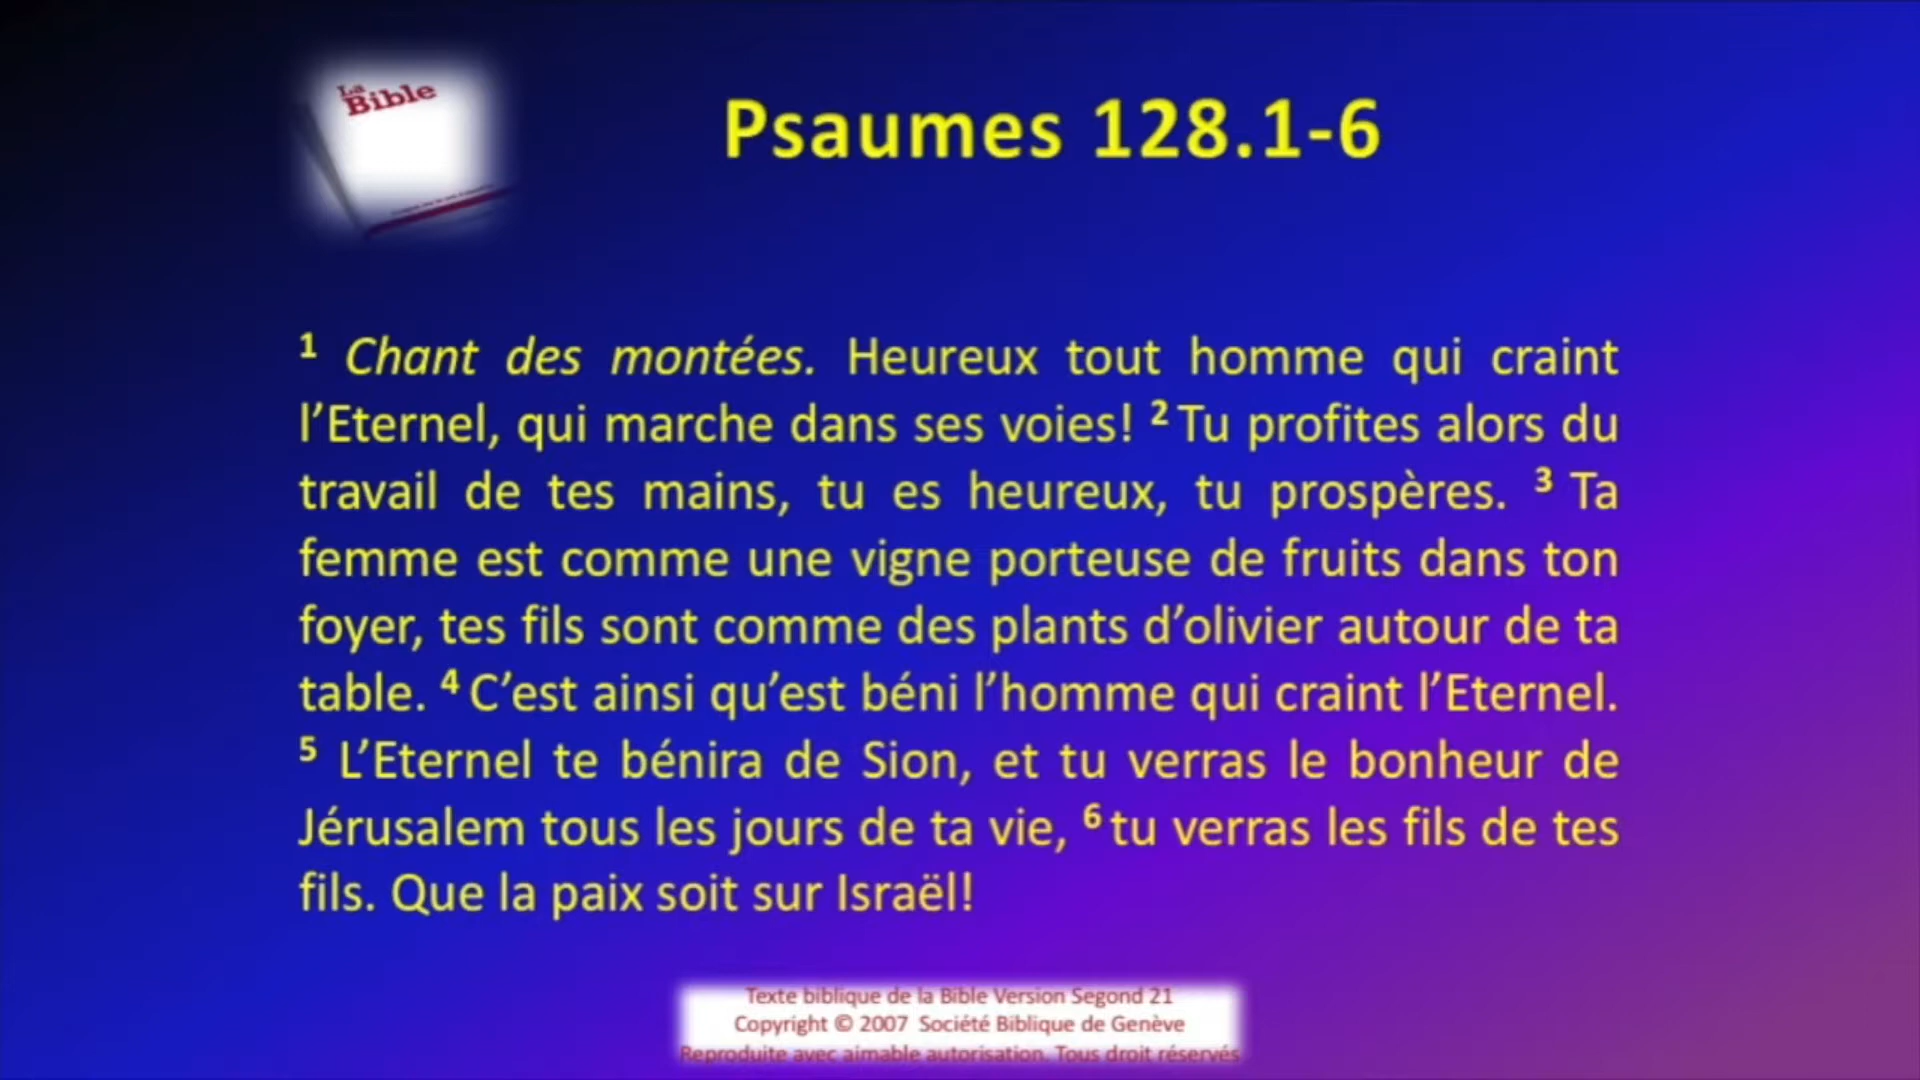 La
Bible
Psaumes 128.1-6
¹ Chant des montées. Heureux tout homme qui craint
l’Eternel, qui marche dans ses voies! ² Tu profites alors du
travail de tes mains, tu es heureux, tu prospères. ³ Ta
femme est comme une vigne porteuse de fruits dans ton
foyer, tes fils sont comme des plants d’olivier autour de ta
table. ⁴ C’est ainsi qu’est béni l’homme qui craint l’Eternel.
⁵ L’Eternel te bénira de Sion, et tu verras le bonheur de
Jérusalem tous les jours de ta vie, ⁶ tu verras les fils de tes
fils. Que la paix soit sur Israël!
Texte biblique de la Bible Version Segond 21
Copyright © 2007 Société Biblique de Genève
Reproduite avec aimable autorisation. Tous droit réservés